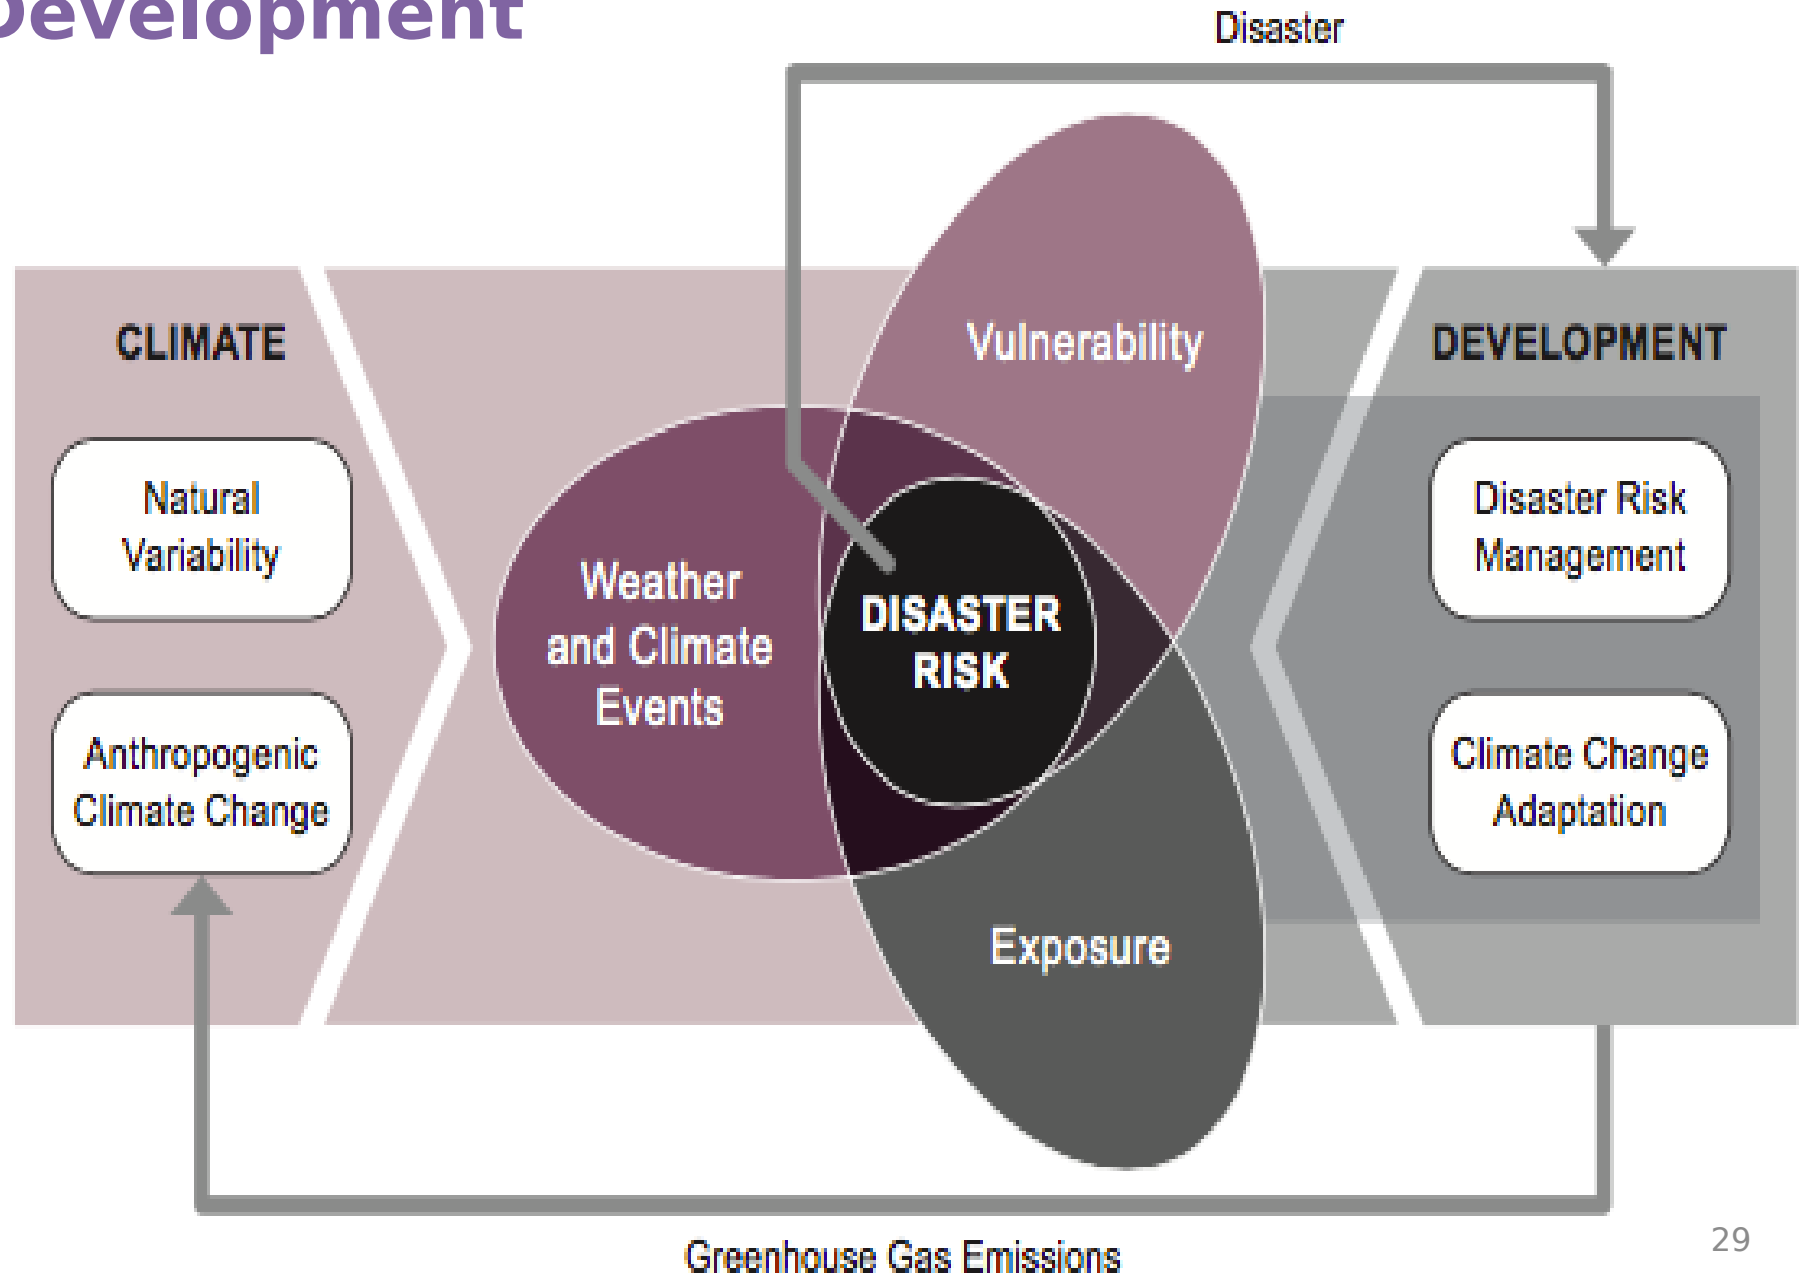 Development
Disaster
CLIMATE
Natural
Variability
Anthropogenic
Climate Change
Vulnerability
Weather
and Climate
Events
DISASTER
RISK
Exposure
DEVELOPMENT
Disaster Risk
Management
Climate Change
Adaptation
Greenhouse Gas Emissions
29